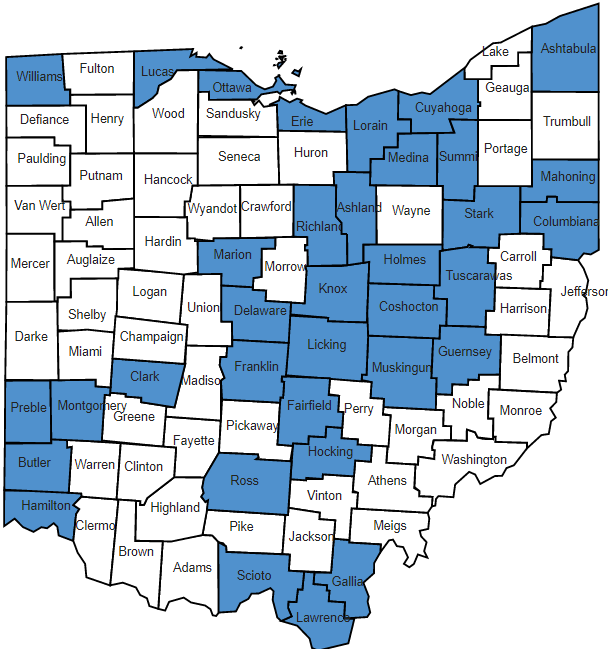 Lake
Ashtabula
Williams
Fulton
Lucas
Geauga
Ottawa
Cuyahoga
Defiance
Henry
Wood
Sandusky
Erie
Lorain
Trumbull
Paulding
Putnam
Hancock
Seneca
Huron
Medina
Summi
Portage
Mahoning
Van Wert
Allen
Wyandot
Crawford
Richland
Ashland
Wayne
Stark
Columbiana
Mercer
Auglaize
Hardin
Marion
Morrow
Holmes
Tuscarawas
Carroll
Jefferson
Logan
Union
Knox
Coshocton
Harrison
Shelby
Delaware
Darke
Miami
Champaign
Licking
Guernsey
Belmont
Clark
Madiso
Franklin
Muskingun
Preble
Montgomery
Greene
Fairfield
Perry
Noble
Monroe
Pickaway
Morgan
Fayette
Butler
Warren
Clinton
Hocking
Washington
Ross
Athens
Hamilton
Highland
Vinton
Clermo
Brown
Pike
Jackson
Meigs
Adams
Scioto
Gallia
Lawrence